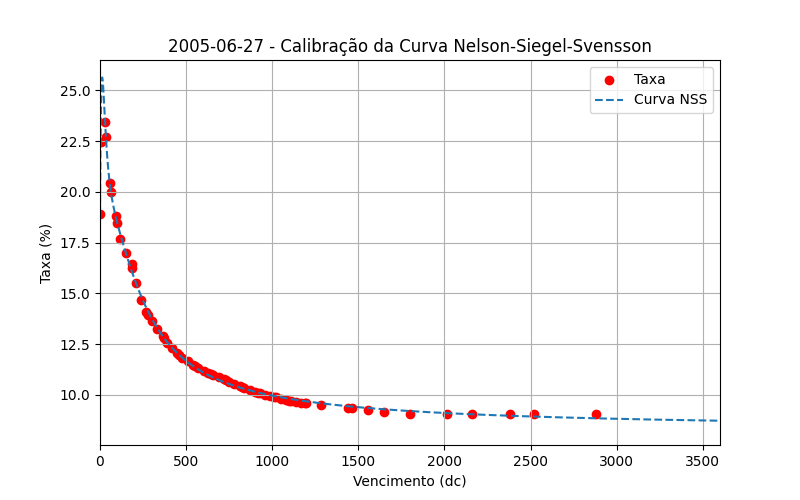 2005-06-27 - Calibração da Curva Nelson-Siegel-Svensson
Taxa
Curva NSS
Taxa (%)
25.0
22.5
20.0
17.5
15.0
12.5
10.0
0 500 1000 1500 2000 2500 3000 3500
Vencimento (dc)